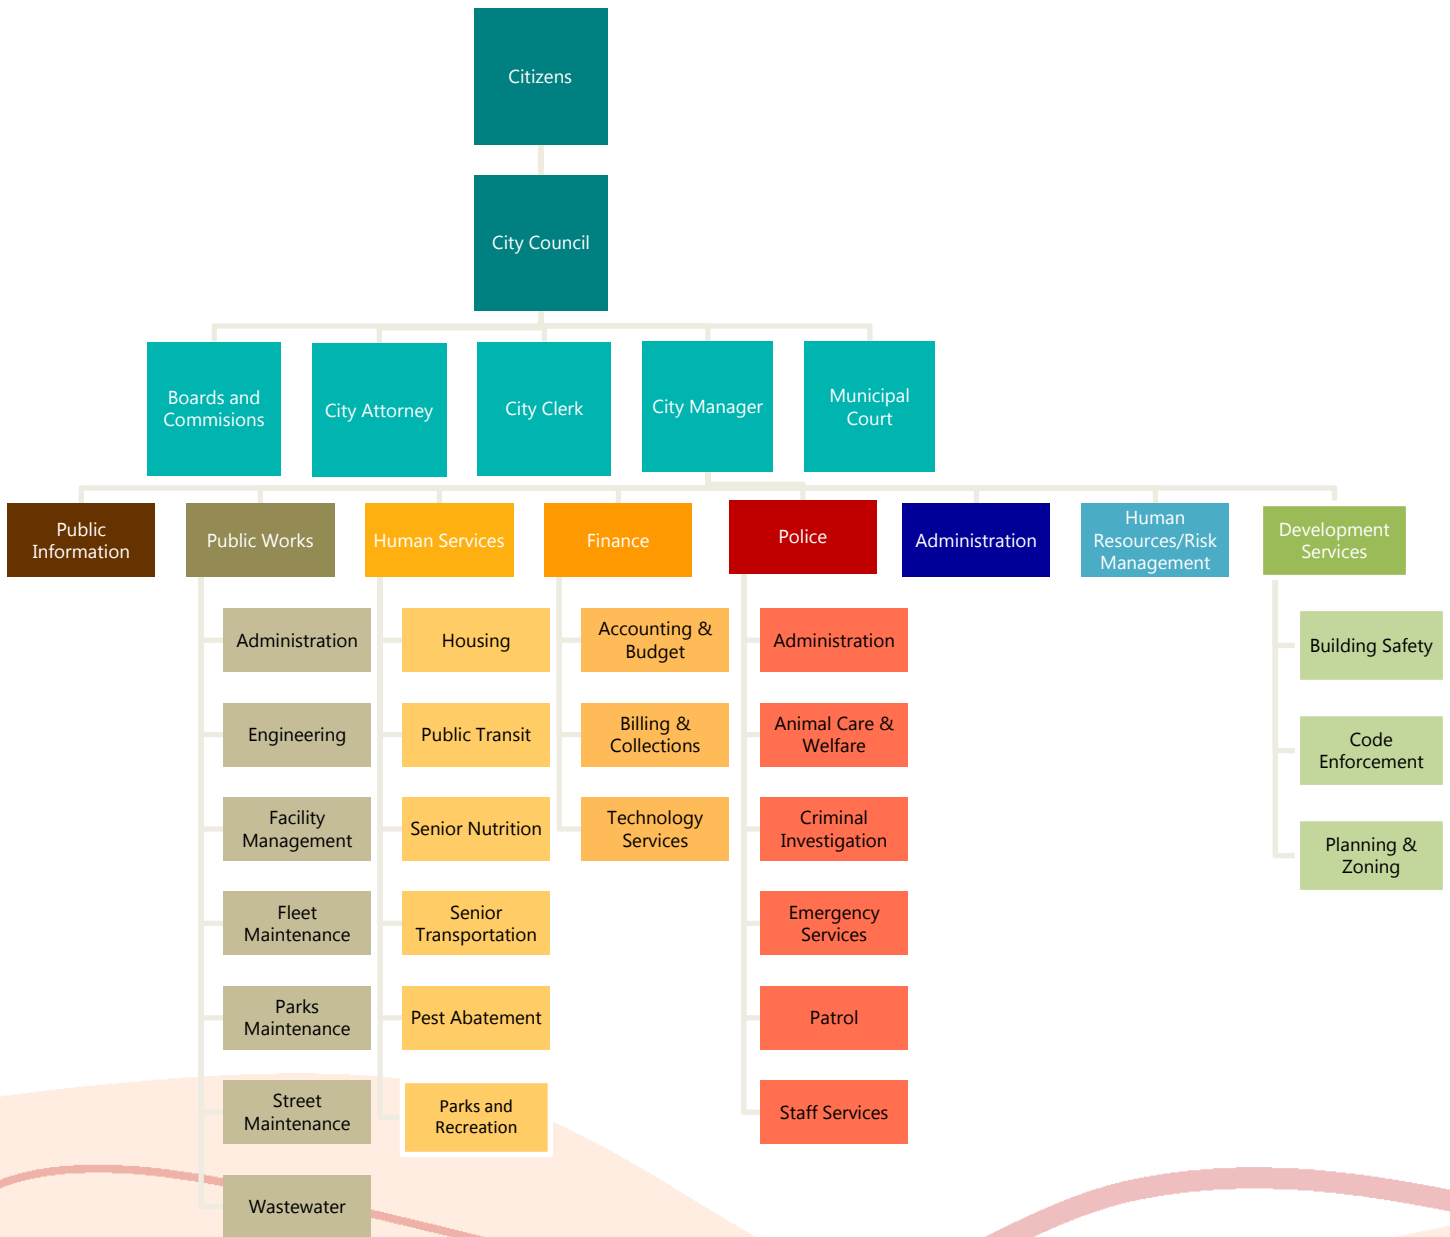 Citizens
City Council
Boards and
Commisions
City Attorney
City Clerk
City Manager
Municipal
Court
Public
Information
Public Works
Human Services
Finance
Police
Administration
Human
Resources/Risk
Management
Development
Services
Administration
Engineering
Facility
Management
Fleet
Maintenance
Parks
Maintenance
Street
Maintenance
Wastewater
Housing
Public Transit
Senior Nutrition
Senior
Transportation
Pest Abatement
Parks and
Recreation
Accounting &
Budget
Billing &
Collections
Technology
Services
Administration
Animal Care &
Welfare
Criminal
Investigation
Emergency
Services
Patrol
Staff Services
Building Safety
Code
Enforcement
Planning &
Zoning